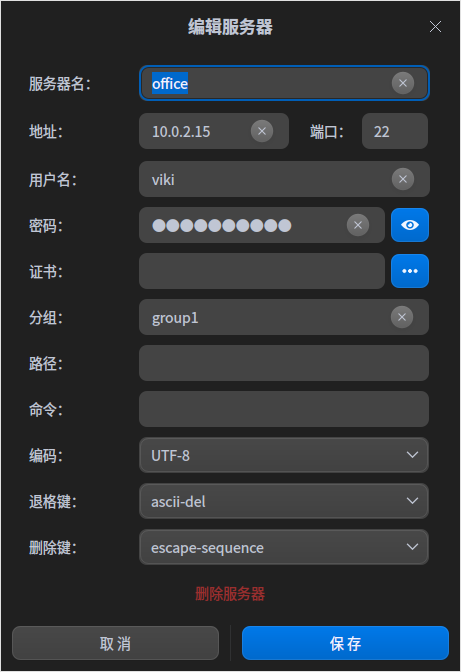 编辑服务器
服务器名： office
地址： 10.0.2.15 端口： 22
用户名： viki
密码： ●●●●●●●●●●
证书：
分组： group1
路径：
命令：
编码： UTF-8
退格键： ascii-del
删除键： escape-sequence
删除服务器
取消 保存